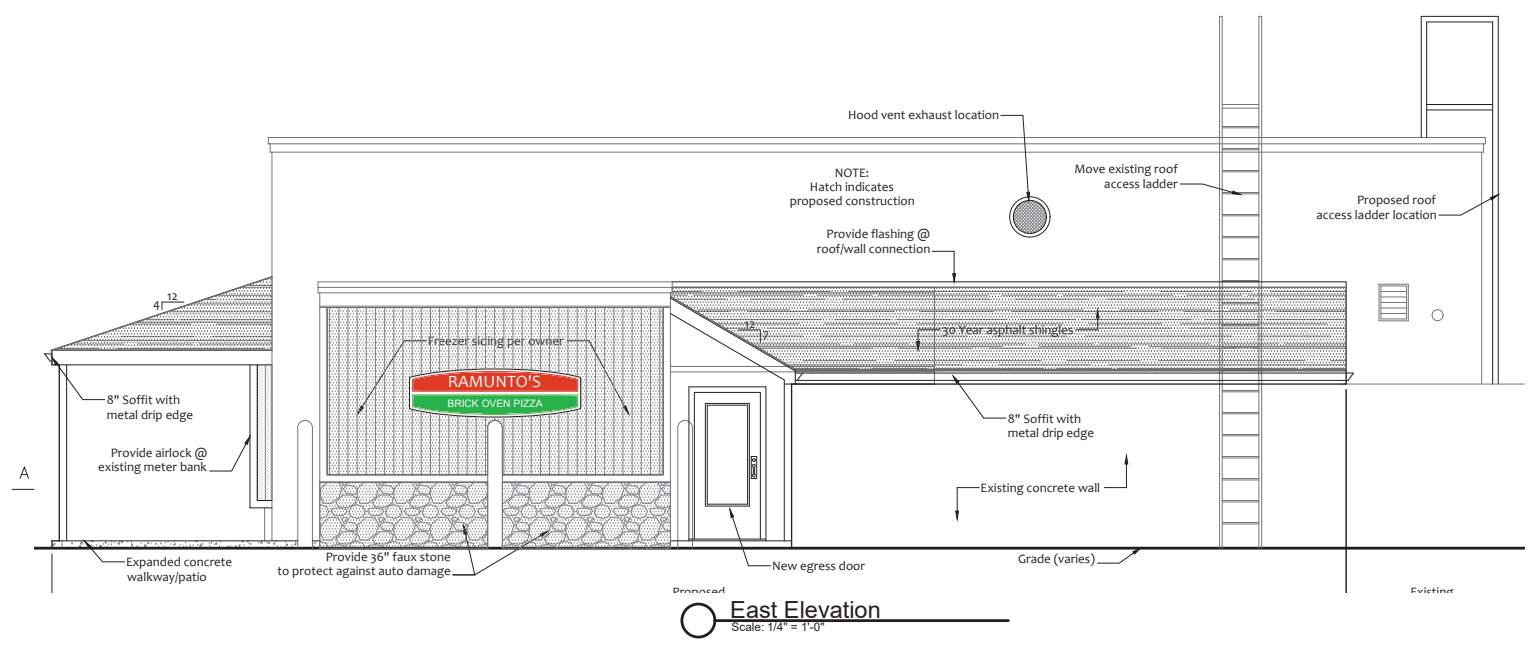 Hood vent exhaust location
NOTE:
Hatch indicates
proposed construction
Move existing roof
access ladder
Proposed roof
access ladder location
Provide flashing @
roof/wall connection
12
4
12
7
30 Year asphalt shingles
Freezer siding per owner
RAMUNTO'S
BRICK OVEN PIZZA
8" Soffit with
metal drip edge
8" Soffit with
metal drip edge
Provide airlock @
existing meter bank
A
Existing concrete wall
Expanded concrete
walkway/patio
Provide 36" faux stone
to protect against auto damage
New egress door
Grade (varies)
Proposed
Existing
East Elevation
Scale: 1/4" = 1'-0"